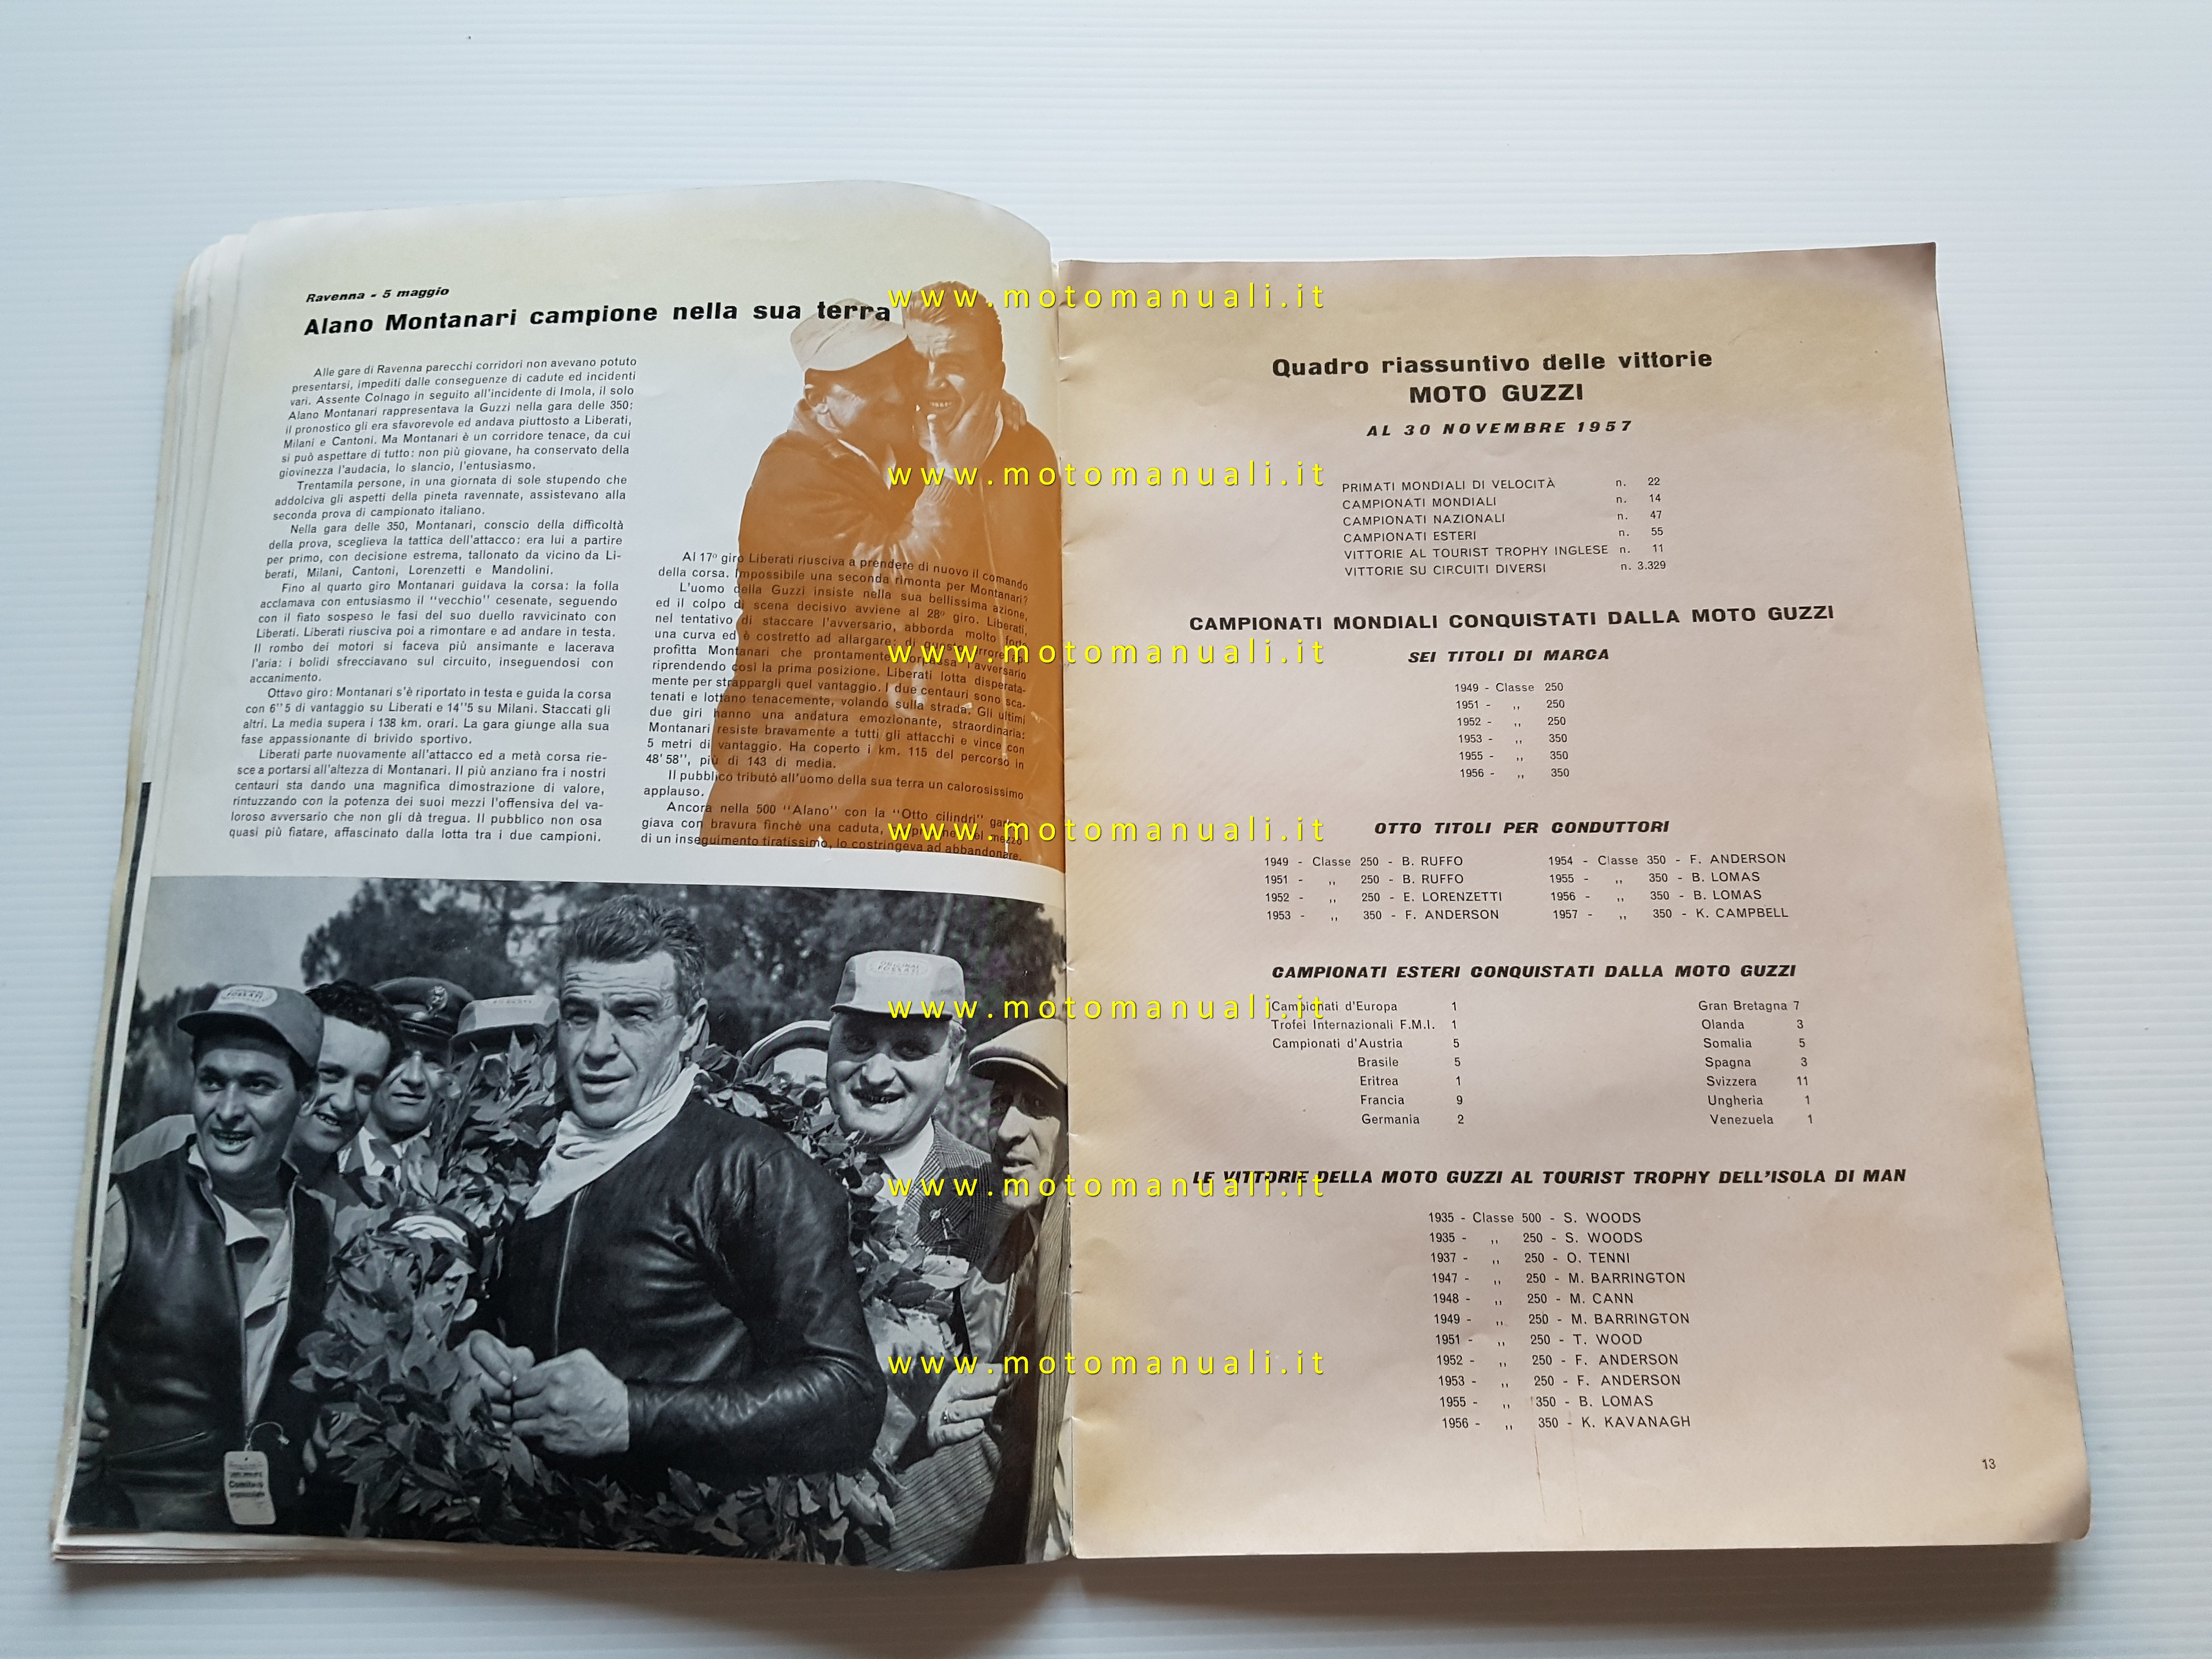 Ravenna - 5 maggio
Alano Montanari campione nella sua terra
Alle gare di Ravenna parecchi corridori non avevano potuto
presentarsi, impediti dalle conseguenze di cadute ed incidenti
vari. Assente Colnago in seguito all'incidente di Imola, il solo
Alano Montanari rappresentava la Guzzi nella gara delle 350;
il pronostico gli era sfavorevole ed andava piuttosto a Liberati,
Milani e Cantoni. Ma Montanari è un corridore tenace, da cui
si può aspettare di tutto: non più giovane, ha conservato della
giovinezza l'audacia, lo slancio, l'entusiasmo.
Trentamila persone, in una giornata di sole stupendo che
addolciva gli aspetti della pineta ravennate, assistevano alla
seconda prova di campionato italiano.
Nella gara delle 350, Montanari, conscio della difficoltà
della prova, sceglieva la tattica dell'attacco: era lui a partire
per primo, con decisione estrema, tallonato da vicino da Li-
berati, Milani, Cantoni, Lorenzetti e Mandolini.
Fino al quarto giro Montanari guidava la corsa: la folla
acclamava con entusiasmo il "vecchio" cesenate, seguendo
con il fiato sospeso le fasi del suo duello ravvicinato con
Liberati. Liberati riusciva poi a rimontare e ad andare in testa.
Il rombo dei motori si faceva più ansimante e lacerava
l'aria: i bolidi sfrecciavano sul circuito, inseguendosi con
accanimento.
Ottavo giro: Montanari s'è riportato in testa e guida la corsa
con 6''5 di vantaggio su Liberati e 14''5 su Milani. Staccati gli
altri. La media supera i 138 km. orari. La gara giunge alla sua
fase appassionante di brivido sportivo.
Liberati parte nuovamente all'attacco ed a metà corsa rie-
sce a portarsi all'altezza di Montanari. Il più anziano fra i nostri
centauri sta dando una magnifica dimostrazione di valore,
rintuzzando con la potenza dei suoi mezzi l'offensiva del va-
loroso avversario che non gli dà tregua. Il pubblico non osa
quasi più fiatare, affascinato dalla lotta tra i due campioni.
Al 17º giro Liberati riusciva a prendere di nuovo il comando
della corsa. Impossibile una seconda rimonta per Montanari?
L'uomo della Guzzi insiste nella sua bellissima azione,
ed il colpo di scena decisivo avviene al 28º giro. Liberati,
nel tentativo di staccare l'avversario, abborda molto forte
una curva ed è costretto ad allargare; di
profitta Montanari che prontamente l'avversario
riprendendo così la prima posizione. Liberati lotta disperata-
mente per strappargli quel vantaggio. I due centauri sono sca-
tenati e lottano tenacemente, volando sulla strada. Gli ultimi
due giri hanno una andatura emozionante, straordinaria:
Montanari resiste bravamente a tutti gli attacchi e vince con
5 metri di vantaggio. Ha coperto i km. 115 del percorso in
48' 58'', più di 143 di media.
Il pubblico tributò all'uomo della sua terra un calorosissimo
applauso.
Ancora nella 500 "Alano" con la "Otto cilindri"
giava con bravura finchè una caduta, mezzo
di un inseguimento tiratissimo, lo costringeva ad abbandonare.
ORIGINAL
FOSSATI
FOSSATI
Comitato
Quadro riassuntivo delle vittorie
MOTO GUZZI
AL 30 NOVEMBRE 1957
PRIMATI MONDIALI DI VELOCITÀ n. 22
CAMPIONATI MONDIALI n. 14
CAMPIONATI NAZIONALI n. 47
CAMPIONATI ESTERI n. 55
VITTORIE AL TOURIST TROPHY INGLESE n. 11
VITTORIE SU CIRCUITI DIVERSI n. 3.329
CAMPIONATI MONDIALI CONQUISTATI DALLA MOTO GUZZI
SEI TITOLI DI MARCA
1949 - Classe 250
1951 - ,, 250
1952 - ,, 250
1953 - ,, 350
1955 - ,, 350
1956 - ,, 350
OTTO TITOLI PER CONDUTTORI
1949 - Classe 250 - B. RUFFO
1951 - ,, 250 - B. RUFFO
1952 - ,, 250 - E. LORENZETTI
1953 - ,, 350 - F. ANDERSON
1954 - Classe 350 - F. ANDERSON
1955 - ,, 350 - B. LOMAS
1956 - ,, 350 - B. LOMAS
1957 - ,, 350 - K. CAMPBELL
CAMPIONATI ESTERI CONQUISTATI DALLA MOTO GUZZI
Campionati d'Europa 1
Trofei Internazionali F.M.I. 1
Campionati d'Austria 5
Brasile 5
Eritrea 1
Francia 9
Germania 2
Gran Bretagna 7
Olanda 3
Somalia 5
Spagna 3
Svizzera 11
Ungheria 1
Venezuela 1
LE VITTORIE DELLA MOTO GUZZI AL TOURIST TROPHY DELL'ISOLA DI MAN
1935 - Classe 500 - S. WOODS
1935 - ,, 250 - S. WOODS
1937 - ,, 250 - O. TENNI
1947 - ,, 250 - M. BARRINGTON
1948 - ,, 250 - M. CANN
1949 - ,, 250 - M. BARRINGTON
1951 - ,, 250 - T. WOOD
1952 - ,, 250 - F. ANDERSON
1953 - ,, 250 - F. ANDERSON
1955 - ,, 350 - B. LOMAS
1956 - ,, 350 - K. KAVANAGH
13
www.motomanuali.it
www.motomanuali.it
www.motomanuali.it
www.motomanuali.it
www.motomanuali.it
www.motomanuali.it
www.motomanuali.it